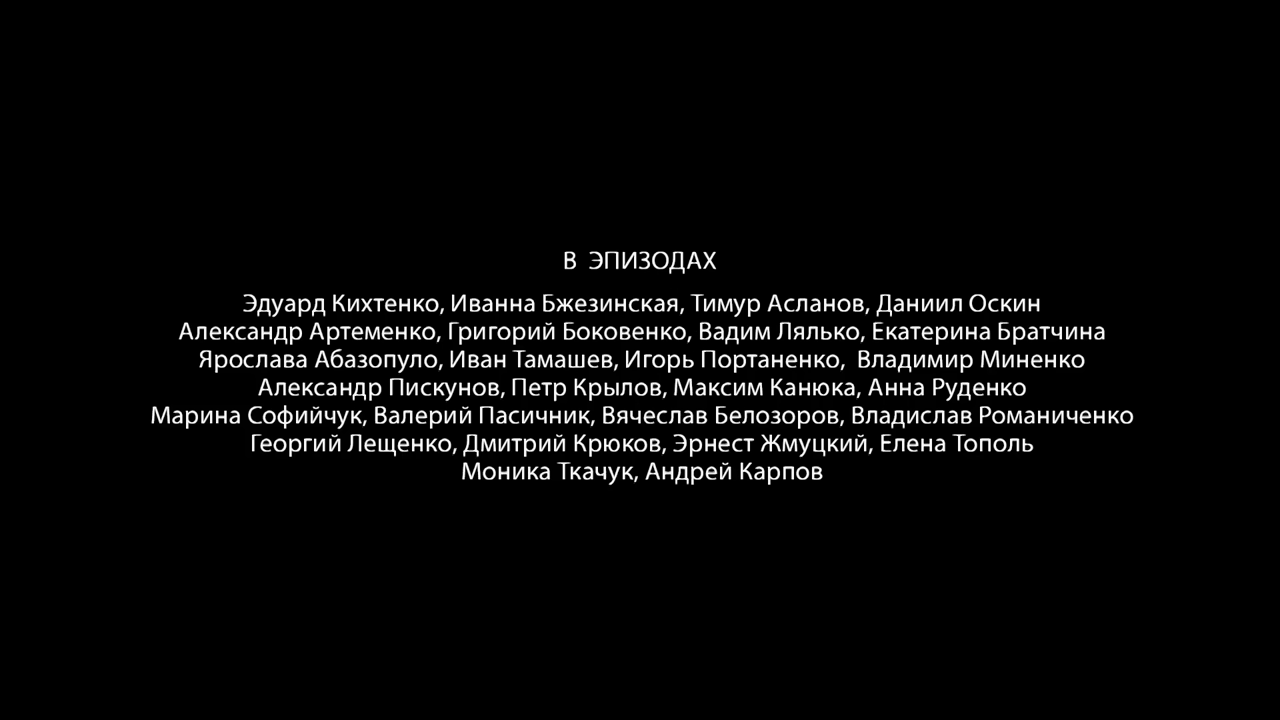 В ЭПИЗОДАХ
Эдуард Кихтенко, Иванна Бжезинская, Тимур Асланов, Даниил Оскин
Александр Артеменко, Григорий Боковенко, Вадим Лялько, Екатерина Братчина
Ярослава Абазопуло, Иван Тамашев, Игорь Портаненко, Владимир Миненко
Александр Пискунов, Петр Крылов, Максим Канюка, Анна Руденко
Марина Софийчук, Валерий Пасичник, Вячеслав Белозоров, Владислав Романиченко
Георгий Лещенко, Дмитрий Крюков, Эрнест Жмуцкий, Елена Тополь
Моника Ткачук, Андрей Карпов